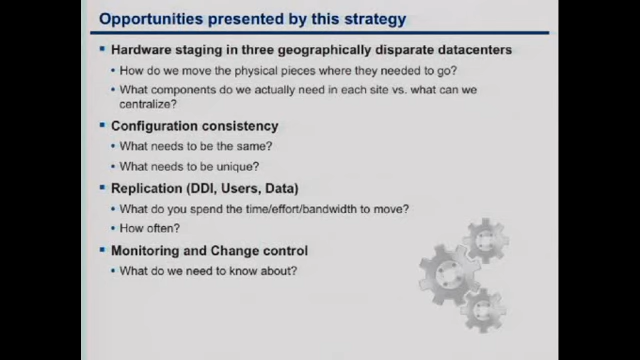 Opportunities presented by this strategy
Hardware staging in three geographically disparate datacenters
How do we move the physical pieces where they needed to go?
What components do we actually need in each site vs. what can we
centralize?
Configuration consistency
What needs to be the same?
What needs to be unique?
Replication (DDI, Users, Data)
What do you spend the time/effort/bandwidth to move?
How often?
Monitoring and Change control
What do we need to know about?